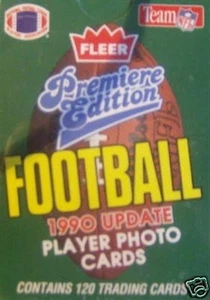 FLEER
Team NFL
Premiere
Edition
FOOTBALL
1990 UPDATE
PLAYER PHOTO
CARDS
CONTAINS 120 TRADING CARDS